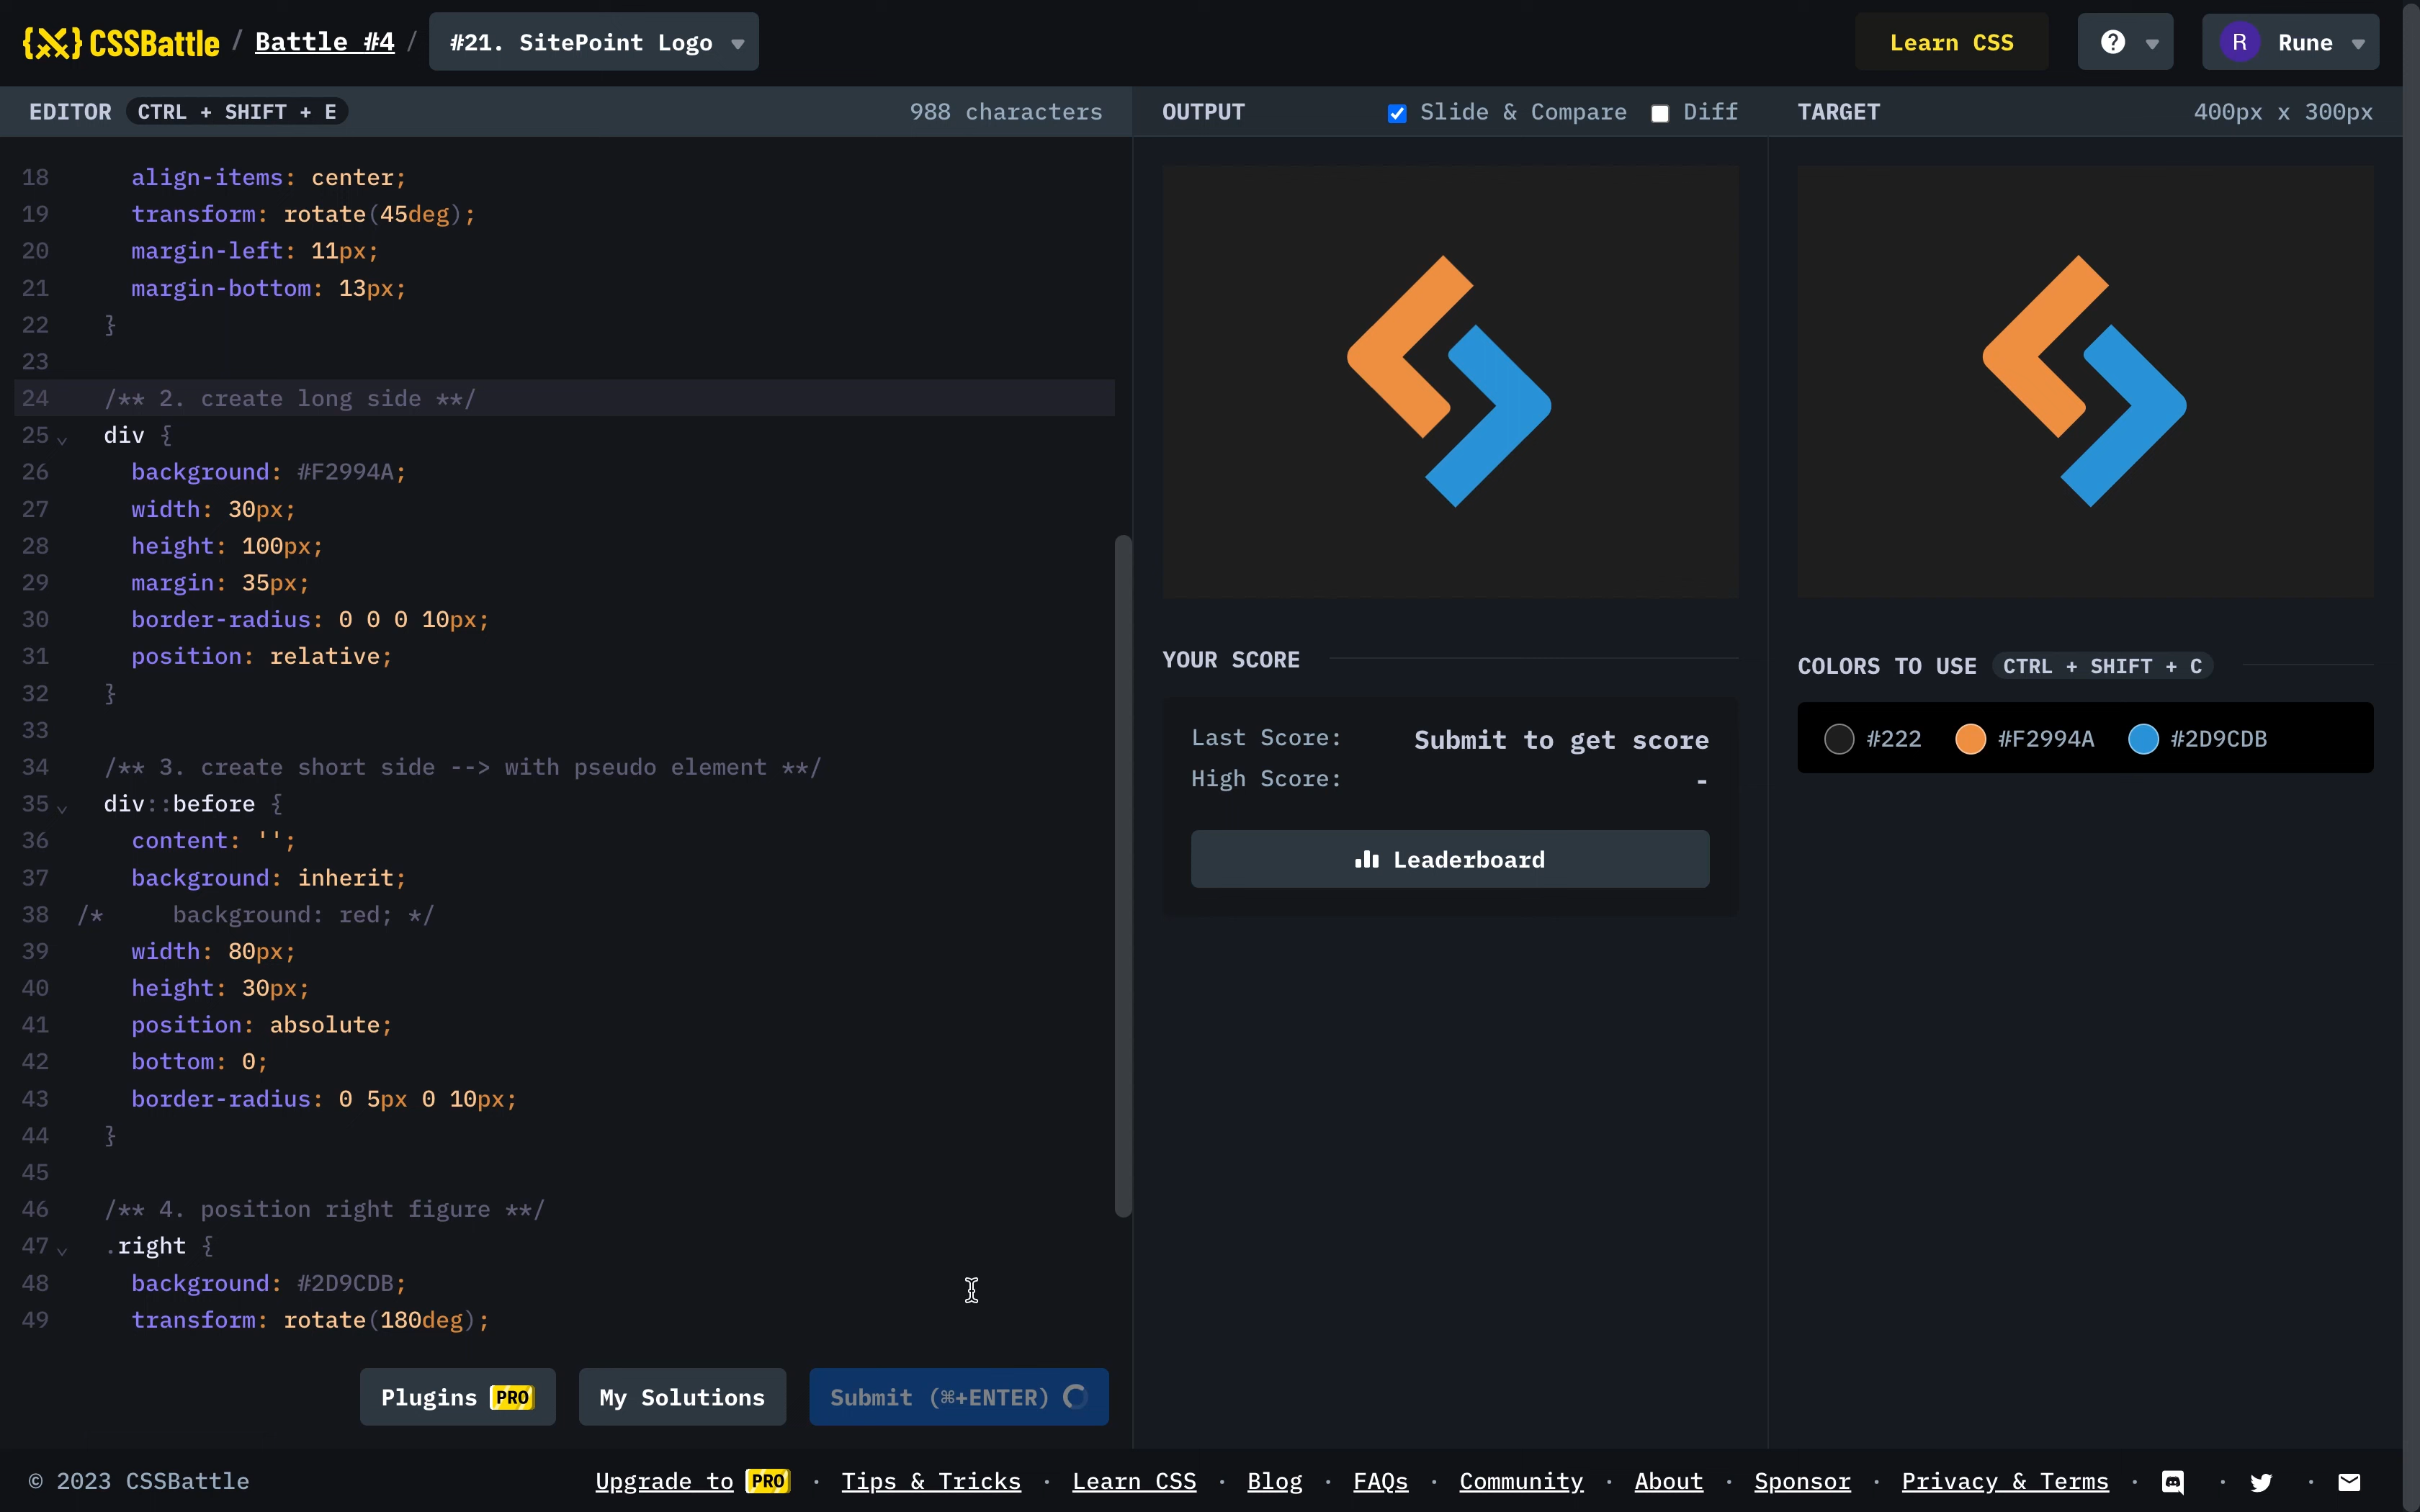 {X} CSSBattle / Battle #4 / #21. SitePoint Logo
Learn CSS
?
R Rune
EDITOR CTRL + SHIFT + E 988 characters
OUTPUT Slide & Compare Diff
TARGET 400px x 300px
18 align-items: center;
19 transform: rotate(45deg);
20 margin-left: 11px;
21 margin-bottom: 13px;
22 }
23
24 /** 2. create long side **/
25 div {
26 background: #F2994A;
27 width: 30px;
28 height: 100px;
29 margin: 35px;
30 border-radius: 0 0 0 10px;
31 position: relative;
32 }
33
34 /** 3. create short side --> with pseudo element **/
35 div::before {
36 content: '';
37 background: inherit;
38 /* background: red; */
39 width: 80px;
40 height: 30px;
41 position: absolute;
42 bottom: 0;
43 border-radius: 0 5px 0 10px;
44 }
45
46 /** 4. position right figure **/
47 .right {
48 background: #2D9CDB;
49 transform: rotate(180deg);
Plugins PRO
My Solutions
Submit (⌘+ENTER)
YOUR SCORE
Last Score: Submit to get score
High Score: -
Leaderboard
COLORS TO USE CTRL + SHIFT + C
#222 #F2994A #2D9CDB
© 2023 CSSBattle
Upgrade to PRO · Tips & Tricks · Learn CSS · Blog · FAQs · Community · About · Sponsor · Privacy & Terms · · ·